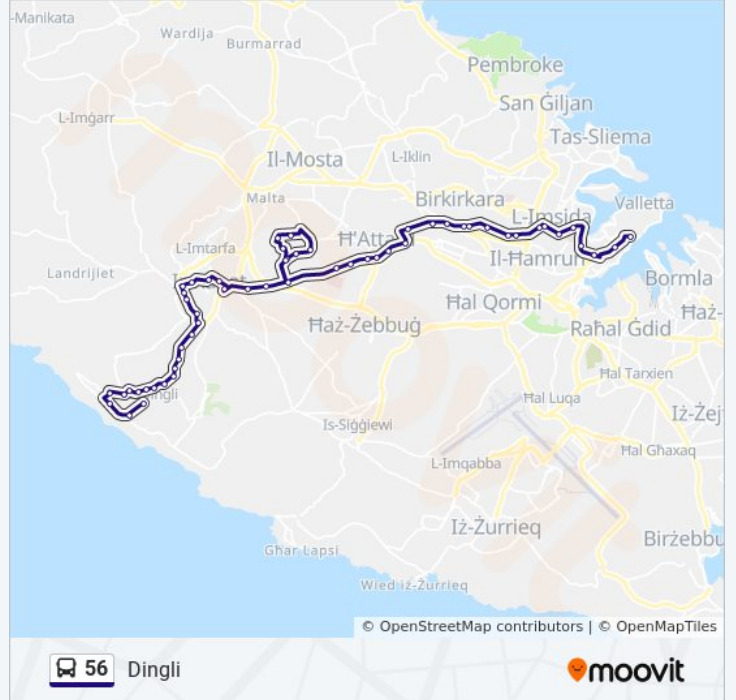 -Manikata
Wardija
Burmarrad
Pembroke
San Ġiljan
L-Imġarr
Tas-Sliema
Il-Mosta
L-Iklin
Malta
Birkirkara
Valletta
L-Imsida
Ħ'Atta
L-Imtarfa
Il-Ħamrun
Landrijiet
Bormla
Ħal Qormi
Ħaż-
Ħaż-Żebbuġ
Raħal Ġdid
Ħal Tarxien
ingli
Ħal Luqa
Iż-Żej
Is-Siġġiewi
Ħal Għaxaq
L-Imqabba
Iż-Żurrieq
Birżebbu
Għar Lapsi
Wied iż-Żurrieq
© OpenStreetMap contributors | © OpenMapTiles
56 Dingli
moovit